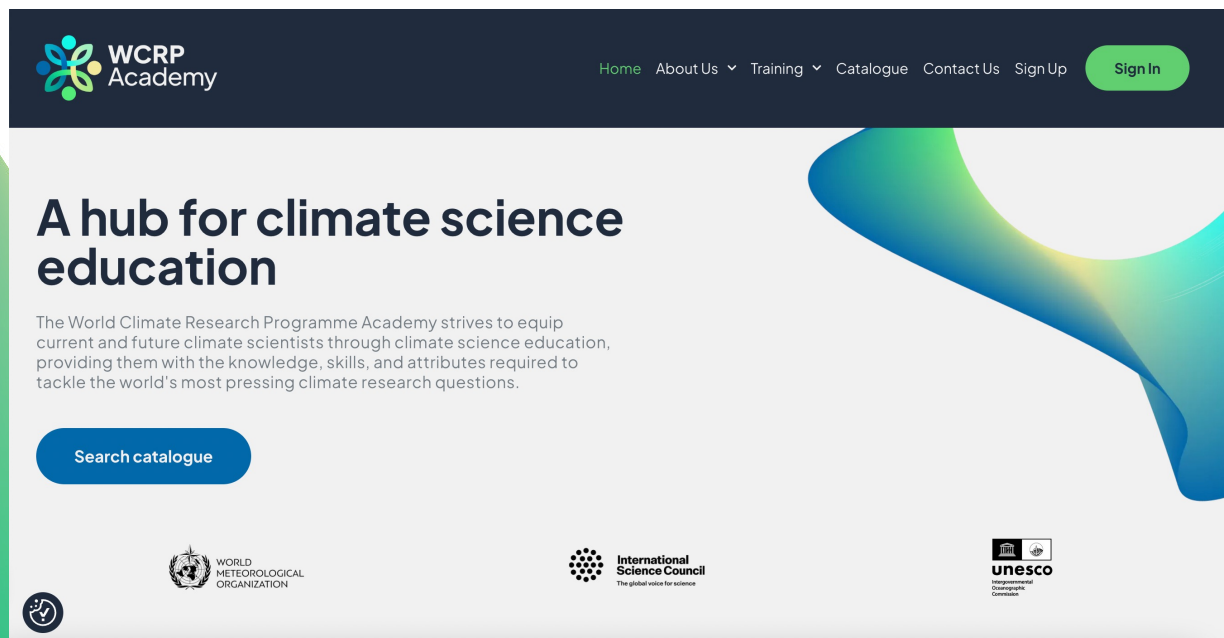 WCRP
Academy
Home About Us Training Catalogue Contact Us Sign Up Sign In
A hub for climate science
education
The World Climate Research Programme Academy strives to equip
current and future climate scientists through climate science education,
providing them with the knowledge, skills, and attributes required to
tackle the world's most pressing climate research questions.
Search catalogue
WORLD
METEOROLOGICAL
ORGANIZATION
International
Science Council
The global voice for science
unesco
Intergovernmental
Oceanographic
Commission